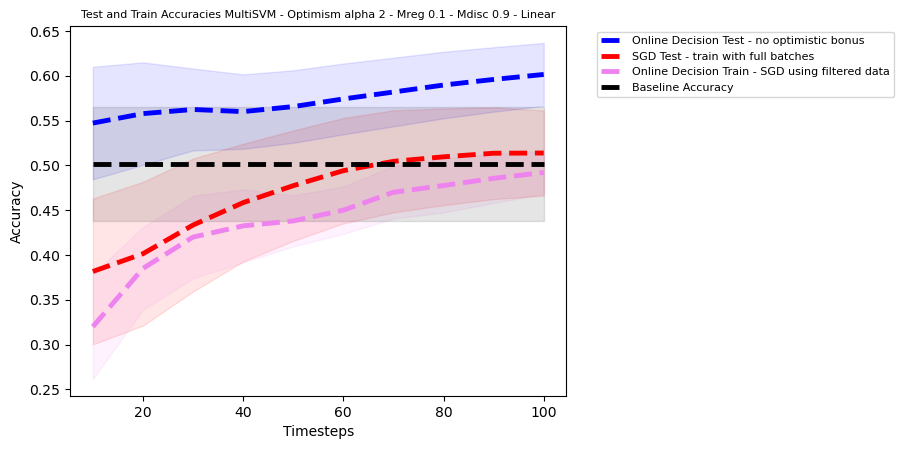 Test and Train Accuracies MultiSVM - Optimism alpha 2 - Mreg 0.1 - Mdisc 0.9 - Linear
0.65
0.60
0.55
0.50
0.45
0.40
0.35
0.30
0.25
Accuracy
20
40
60
80
100
Timesteps
Online Decision Test - no optimistic bonus
SGD Test - train with full batches
Online Decision Train - SGD using filtered data
Baseline Accuracy